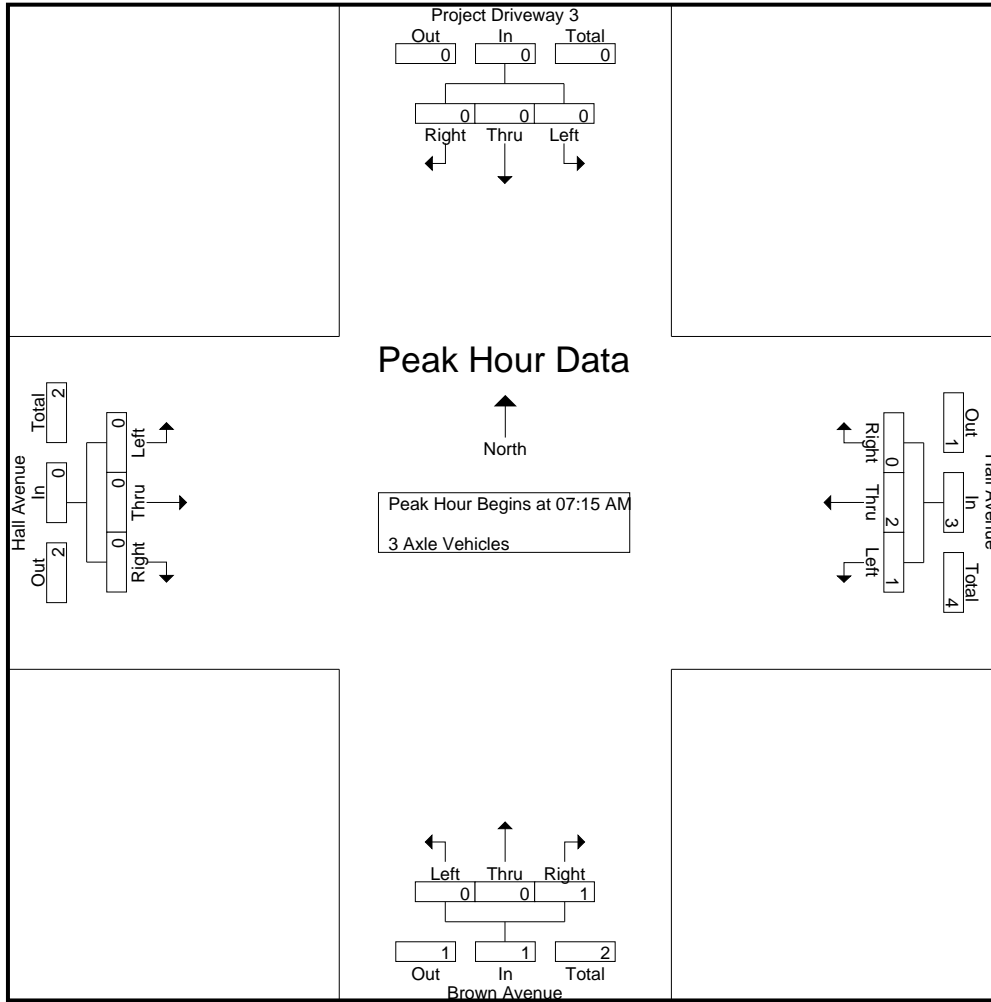 Project Driveway 3
Out In Total
0 0 0
0 0 0
Right Thru Left
Peak Hour Data
North
Peak Hour Begins at 07:15 AM
3 Axle Vehicles
Hall Avenue
Out In Total
2 0 2
0 0 0
Left Thru Right
Hall Avenue
Out In Total
1 3 4
0 2 1
Right Thru Left
Left Thru Right
0 0 1
1 1 2
Out In Total
Brown Avenue